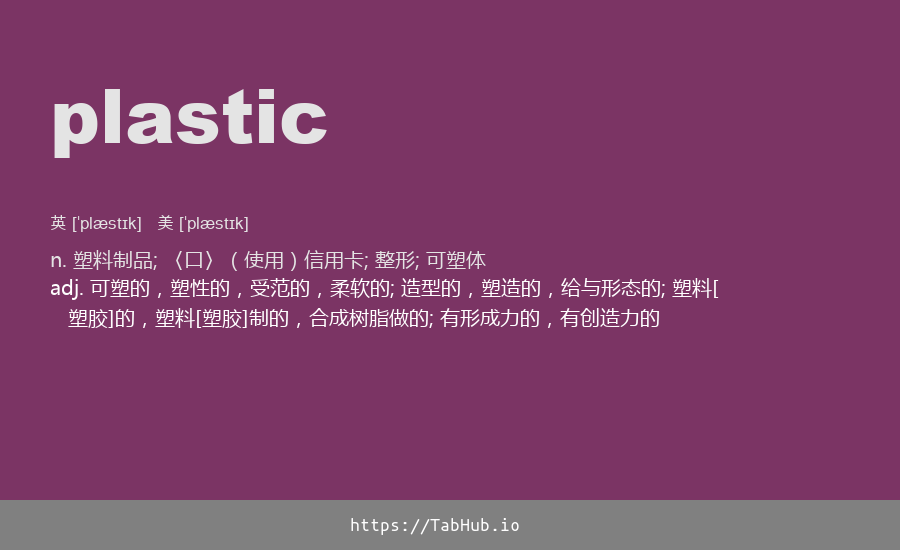 plastic
英 [ˈplæstɪk] 美 [ˈplæstɪk]
n. 塑料制品; 〈口〉 ( 使用 ) 信用卡; 整形; 可塑体
adj. 可塑的，塑性的，受范的，柔软的; 造型的，塑造的，给与形态的; 塑料[
塑胶]的，塑料[塑胶]制的，合成树脂做的; 有形成力的，有创造力的
https://TabHub.io